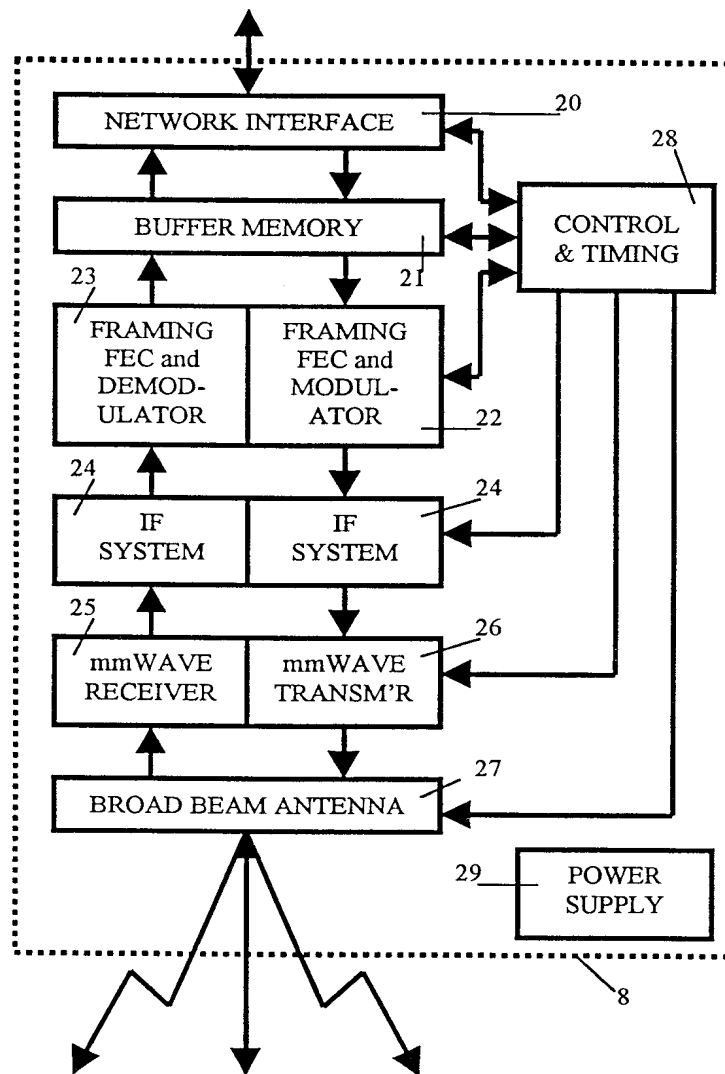 20
NETWORK INTERFACE
28
BUFFER MEMORY
CONTROL
& TIMING
21
23
FRAMING
FEC and
DEMOD-
ULATOR
FRAMING
FEC and
MODUL-
ATOR
22
24
24
IF
SYSTEM
IF
SYSTEM
25
26
mmWAVE
RECEIVER
mmWAVE
TRANSM'R
27
BROAD BEAM ANTENNA
29
POWER
SUPPLY
8